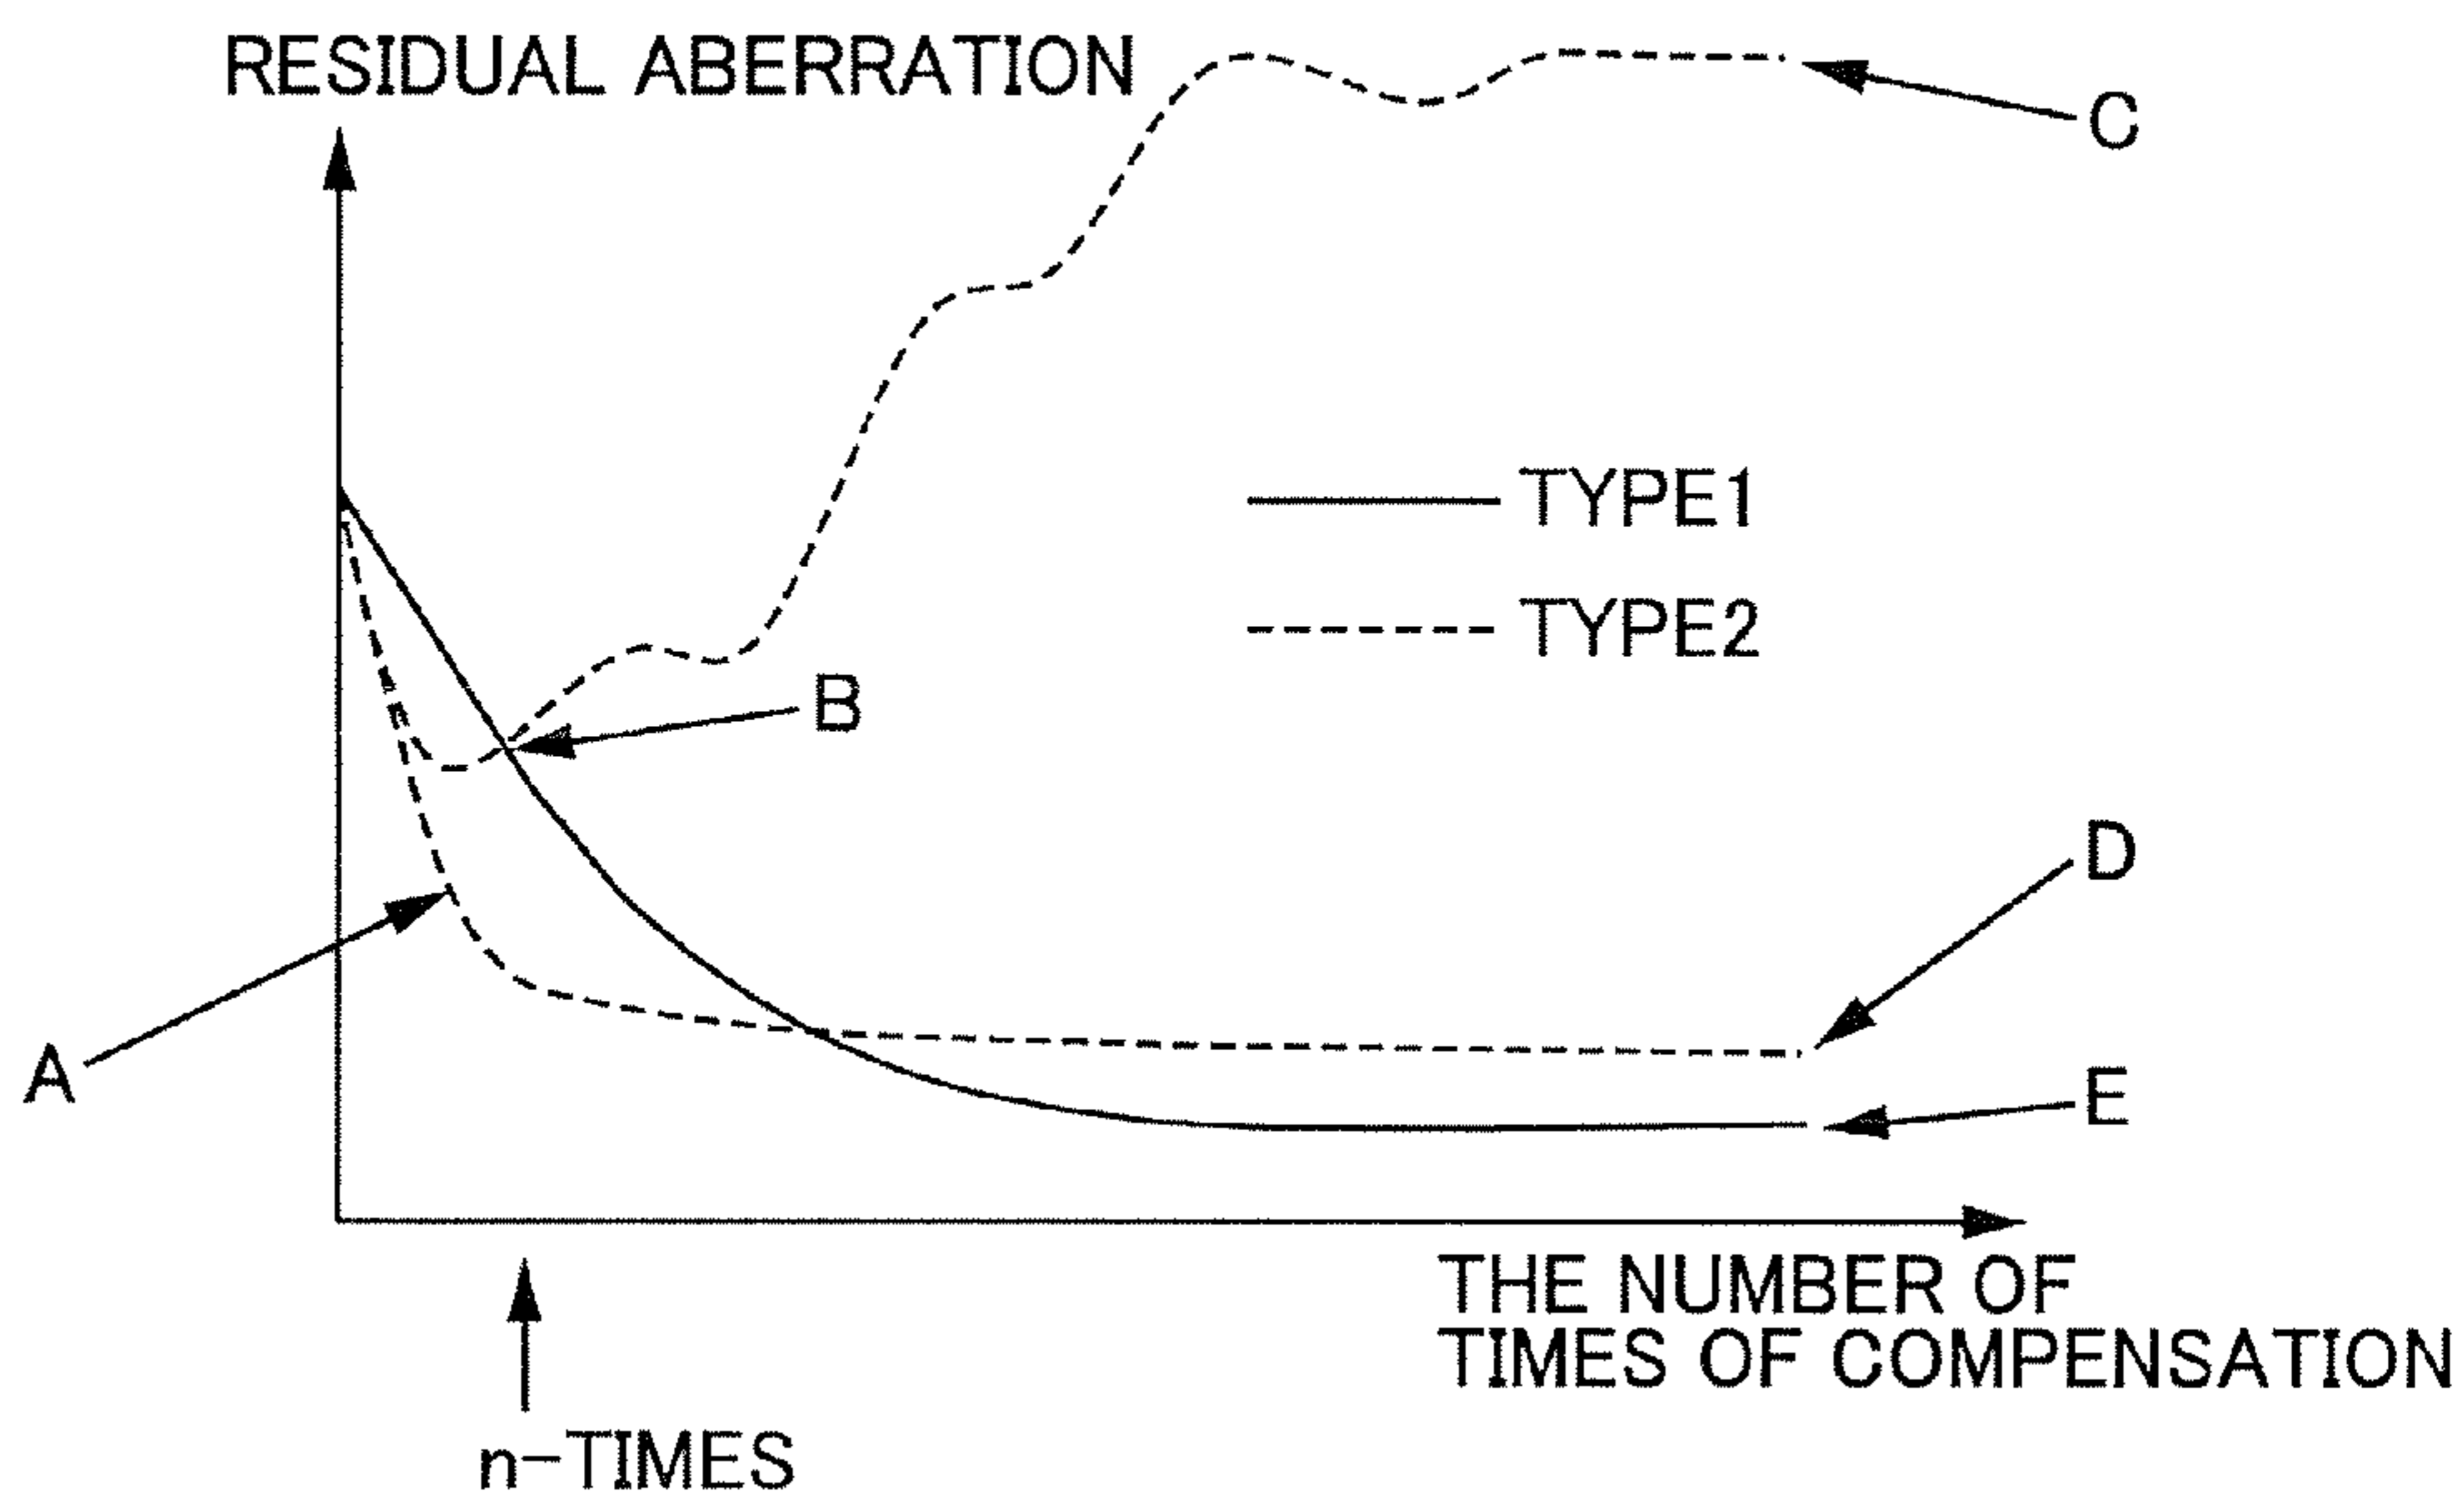 RESIDUAL ABERRATION
C
TYPE1
TYPE2
B
D
A
E
THE NUMBER OF
TIMES OF COMPENSATION
n-TIMES